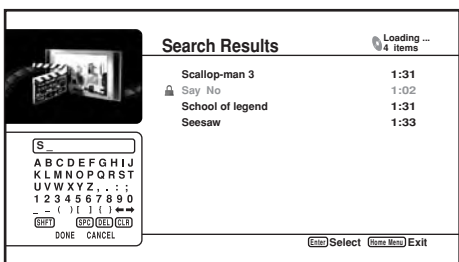 Search Results
Loading ...
4 items
Scallop-man 3 1:31
Say No 1:02
School of legend 1:31
Seesaw 1:33
S_
A B C D E F G H I J
K L M N O P Q R S T
U V W X Y Z , . : ;
1 2 3 4 5 6 7 8 9 0
_ – ( ) [ ] { } ⬅ ➡
SHFT SPC DEL CLR
DONE CANCEL
Enter Select Home Menu Exit